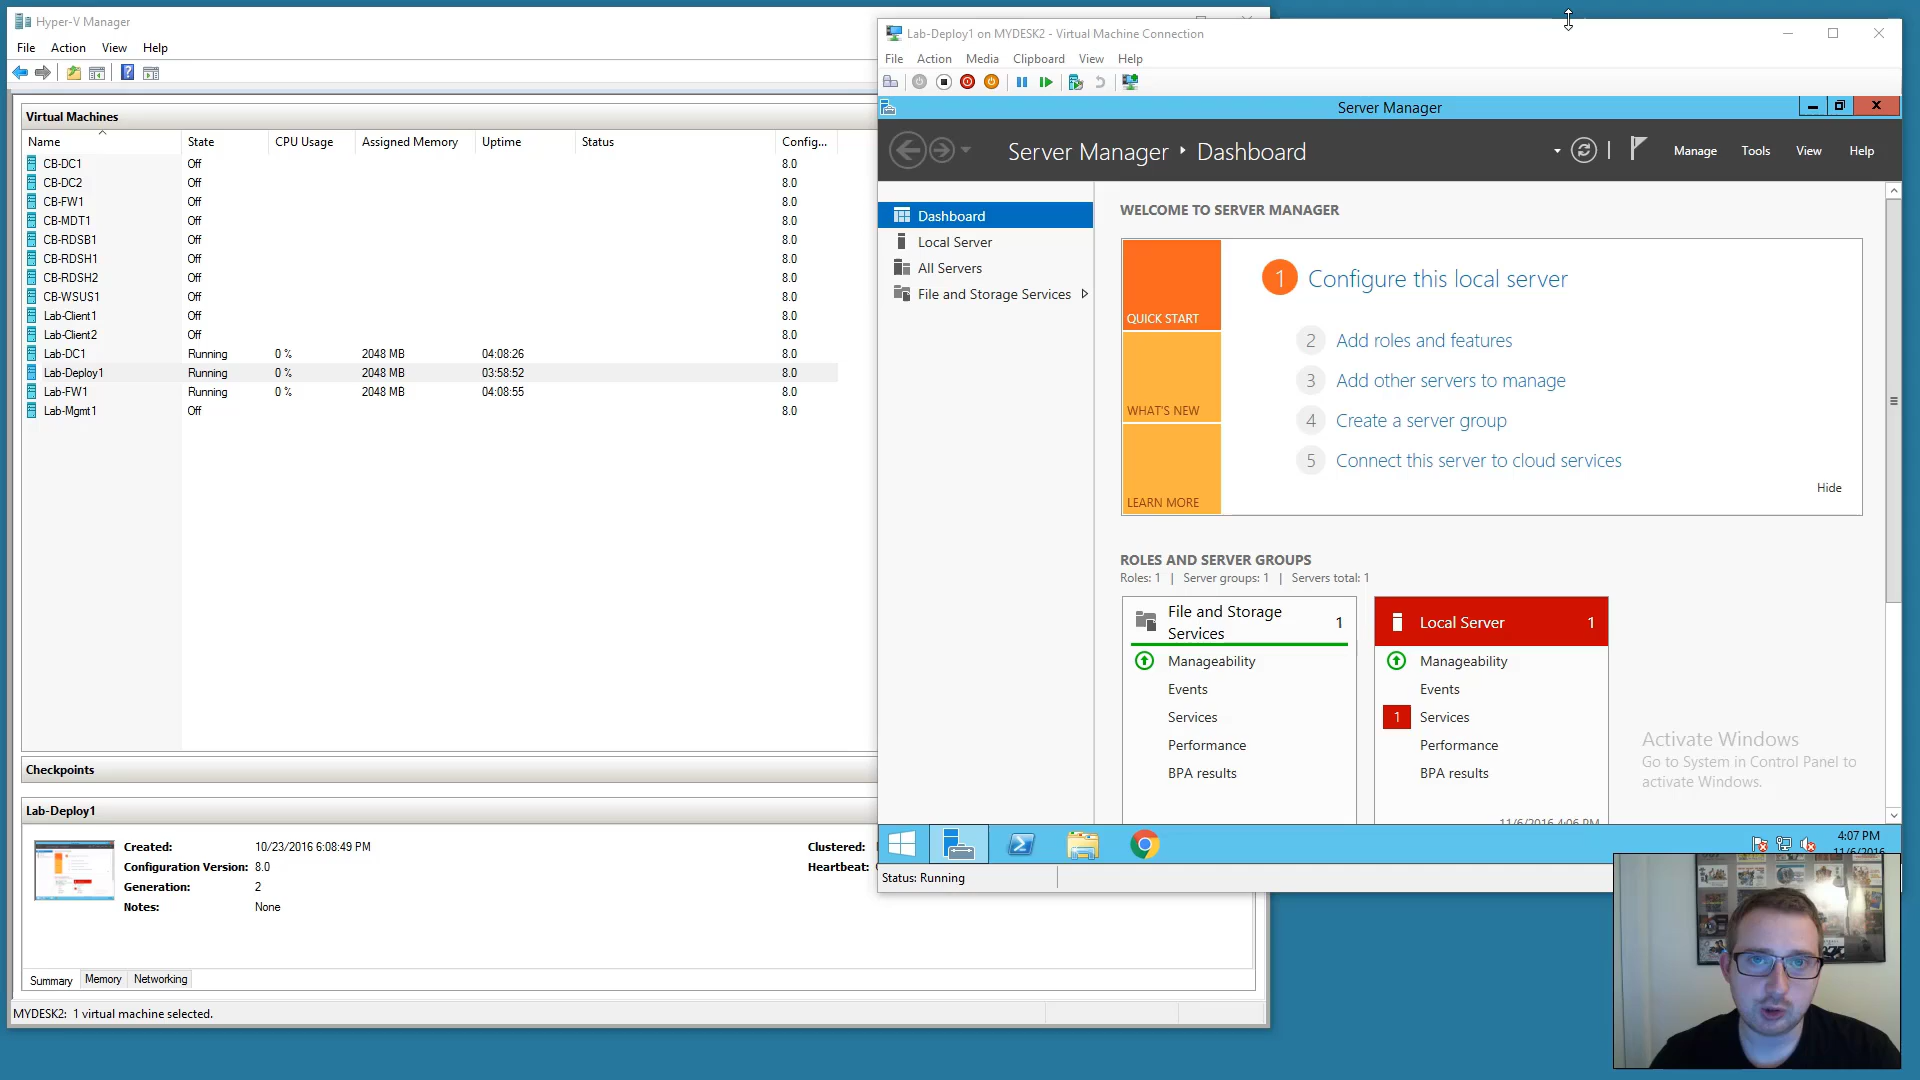 Hyper-V Manager
File Action View Help
Virtual Machines
Name State CPU Usage Assigned Memory Uptime Status Config...
CB-DC1 Off 8.0
CB-DC2 Off 8.0
CB-FW1 Off 8.0
CB-MDT1 Off 8.0
CB-RDSB1 Off 8.0
CB-RDSH1 Off 8.0
CB-RDSH2 Off 8.0
CB-WSUS1 Off 8.0
Lab-Client1 Off 8.0
Lab-Client2 Off 8.0
Lab-DC1 Running 0 % 2048 MB 04:08:26 8.0
Lab-Deploy1 Running 0 % 2048 MB 03:58:52 8.0
Lab-FW1 Running 0 % 2048 MB 04:08:55 8.0
Lab-Mgmt1 Off 8.0
Checkpoints
Lab-Deploy1
Created: 10/23/2016 6:08:49 PM
Configuration Version: 8.0
Generation: 2
Notes: None
Clustered:
Heartbeat:
Summary Memory Networking
MYDESK2: 1 virtual machine selected.
Lab-Deploy1 on MYDESK2 - Virtual Machine Connection
File Action Media Clipboard View Help
Server Manager
Server Manager Dashboard
Manage Tools View Help
Dashboard
Local Server
All Servers
File and Storage Services
WELCOME TO SERVER MANAGER
QUICK START
WHAT'S NEW
LEARN MORE
1 Configure this local server
2 Add roles and features
3 Add other servers to manage
4 Create a server group
5 Connect this server to cloud services
Hide
ROLES AND SERVER GROUPS
Roles: 1 | Server groups: 1 | Servers total: 1
File and Storage
Services
1
Manageability
Events
Services
Performance
BPA results
Local Server 1
Manageability
Events
1 Services
Performance
BPA results
11/6/2016 4:06 PM
Activate Windows
Go to System in Control Panel to
activate Windows.
4:07 PM
11/6/2016
Status: Running